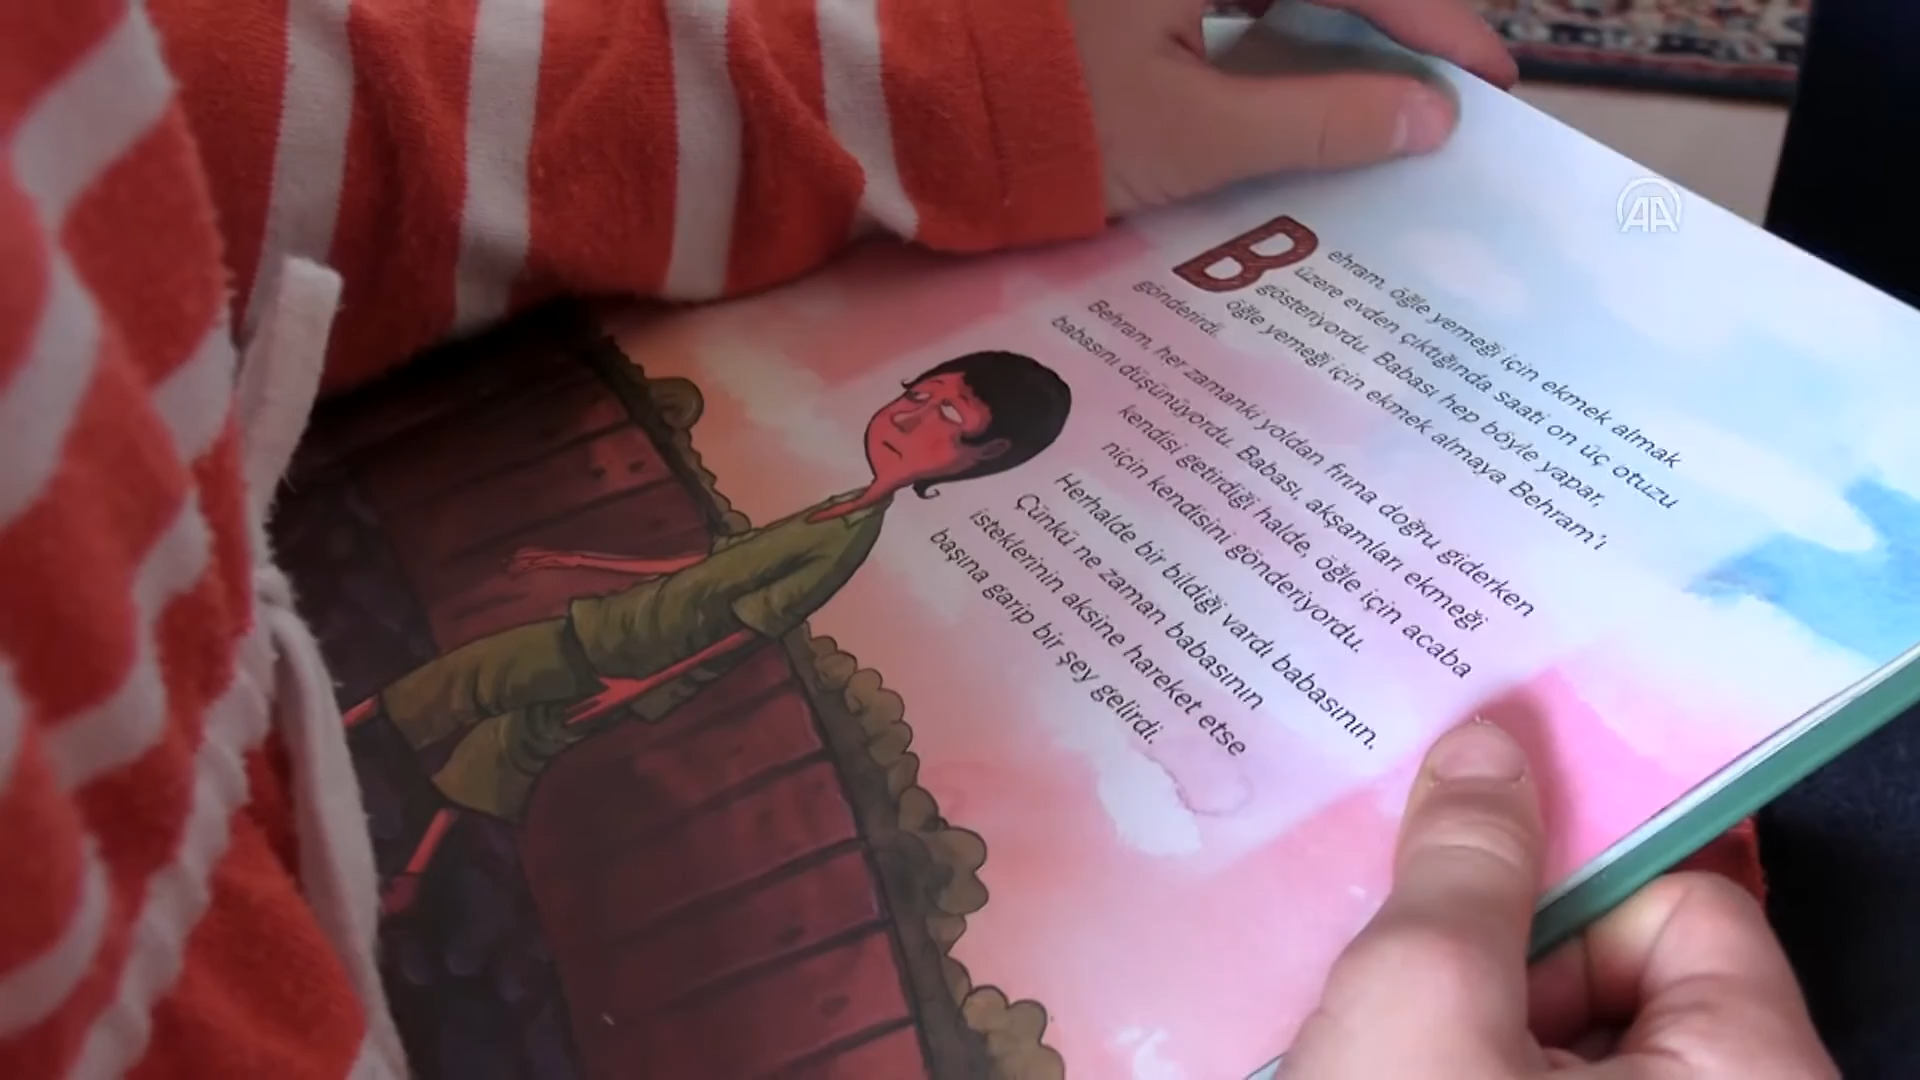 Behram, öğle yemeği için ekmek almak
üzere evden çıktığında saati on üç otuzu
gösteriyordu. Babası hep böyle yapar,
öğle yemeği için ekmek almaya Behram'ı
gönderirdi.
Behram, her zamanki yoldan fırına doğru giderken
babasını düşünüyordu. Babası, akşamları ekmeği
kendisi getirdiği halde, öğle için acaba
niçin kendisini gönderiyordu.
Herhalde bir bildiği vardı babasının.
Çünkü ne zaman babasının
isteklerinin aksine hareket etse
başına garip bir şey gelirdi.
AA